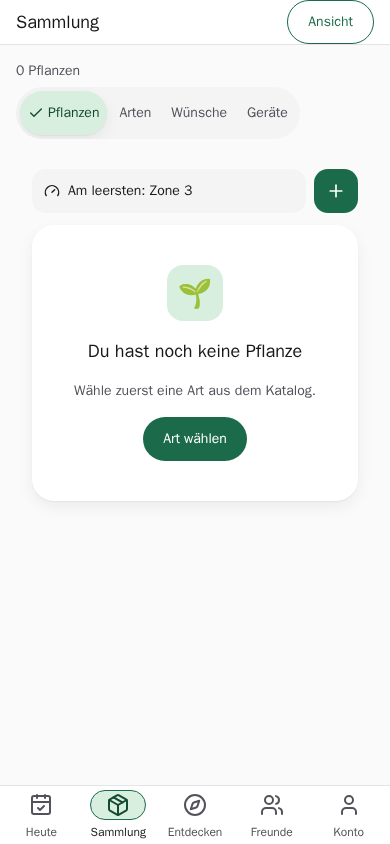 Sammlung
Ansicht
0 Pflanzen
Pflanzen
Arten
Wünsche
Geräte
Am leersten: Zone 3
Du hast noch keine Pflanze
Wähle zuerst eine Art aus dem Katalog.
Art wählen
Heute
Sammlung
Entdecken
Freunde
Konto